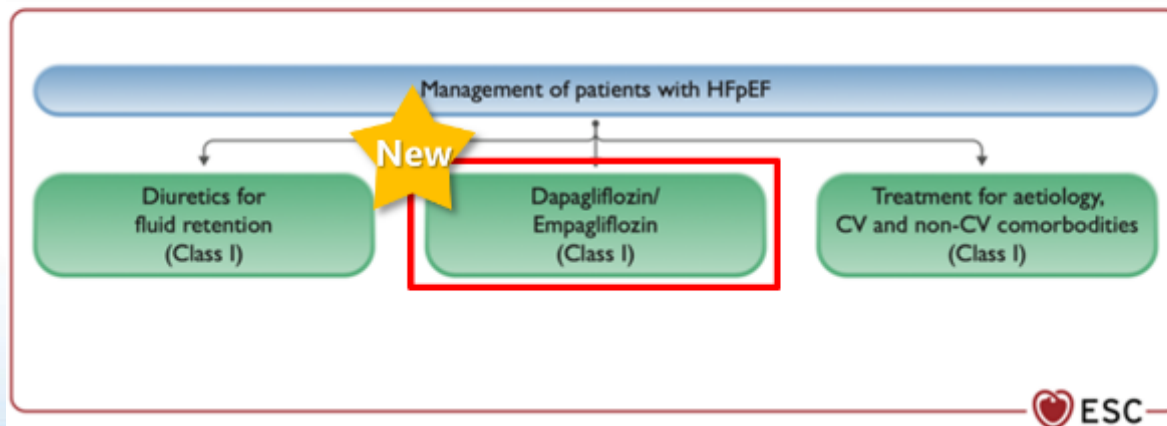 Management of patients with HFpEF
New
Diuretics for
fluid retention
(Class I)
Dapagliflozin/
Empagliflozin
(Class I)
Treatment for aetiology,
CV and non-CV comorbodities
(Class I)
ESC